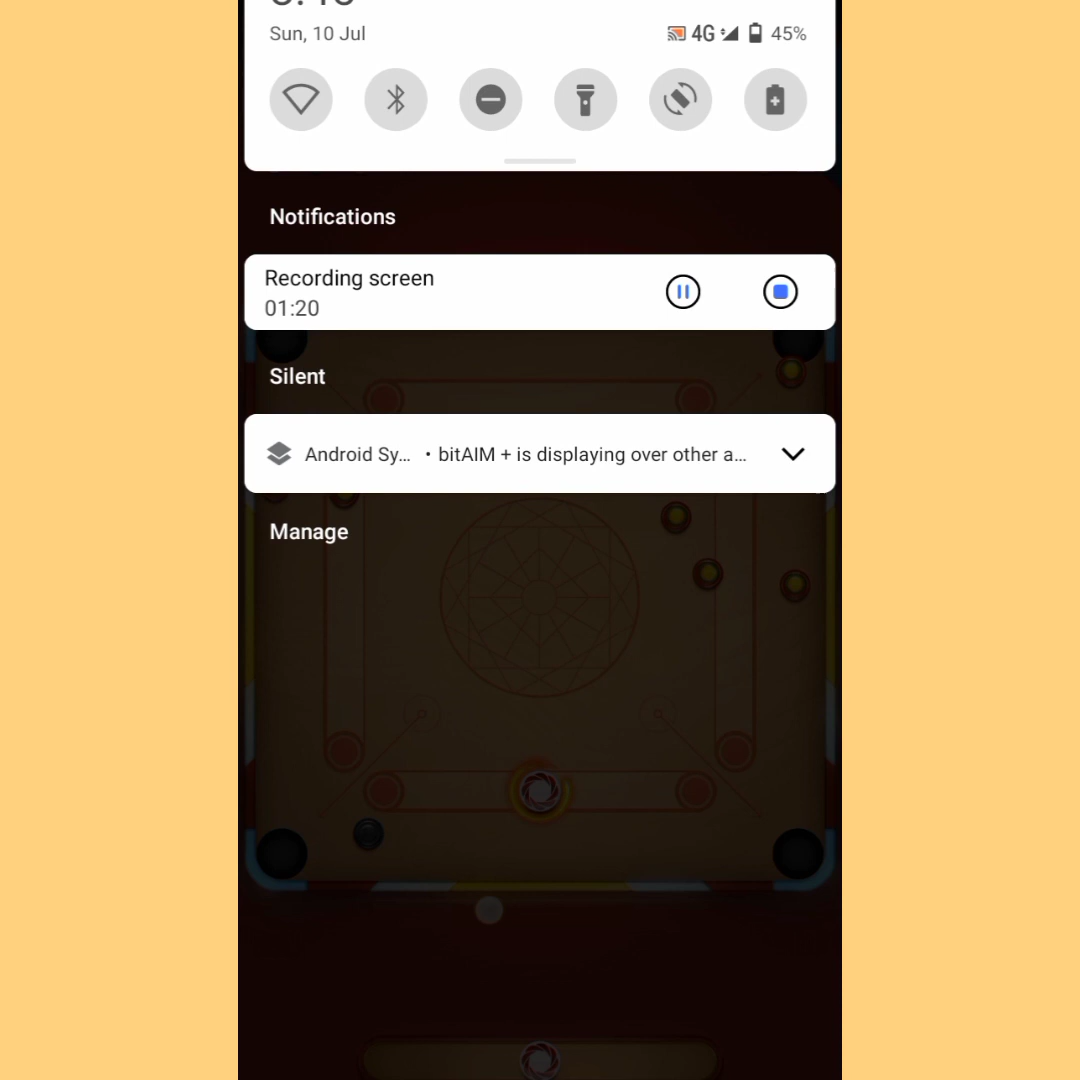 Sun, 10 Jul
4G 45%
Notifications
Recording screen
01:20
Silent
Android Sy... • bitAIM + is displaying over other a...
Manage